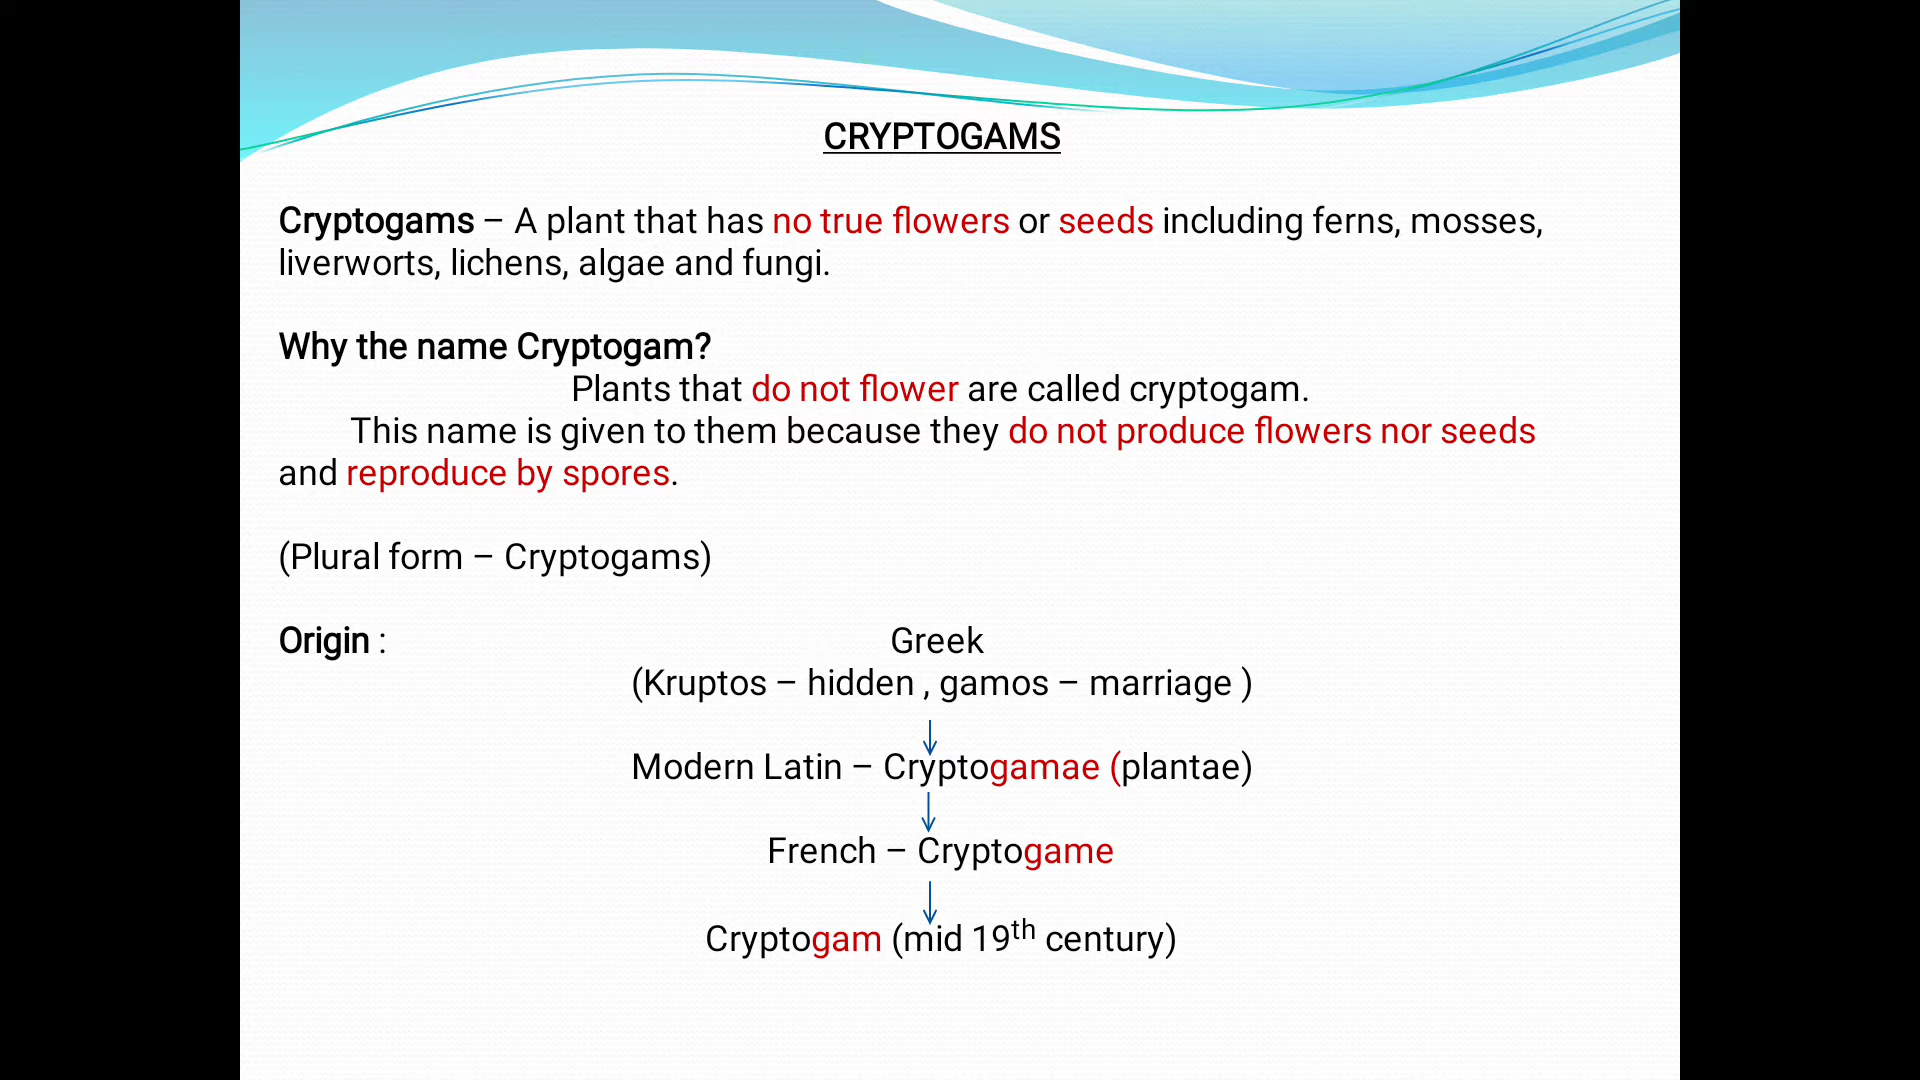 CRYPTOGAMS
Cryptogams – A plant that has no true flowers or seeds including ferns, mosses,
liverworts, lichens, algae and fungi.
Why the name Cryptogam?
Plants that do not flower are called cryptogam.
This name is given to them because they do not produce flowers nor seeds
and reproduce by spores.
(Plural form – Cryptogams)
Origin : Greek
(Kruptos – hidden , gamos – marriage )
Modern Latin – Cryptogamae (plantae)
French – Cryptogame
Cryptogam (mid 19th century)